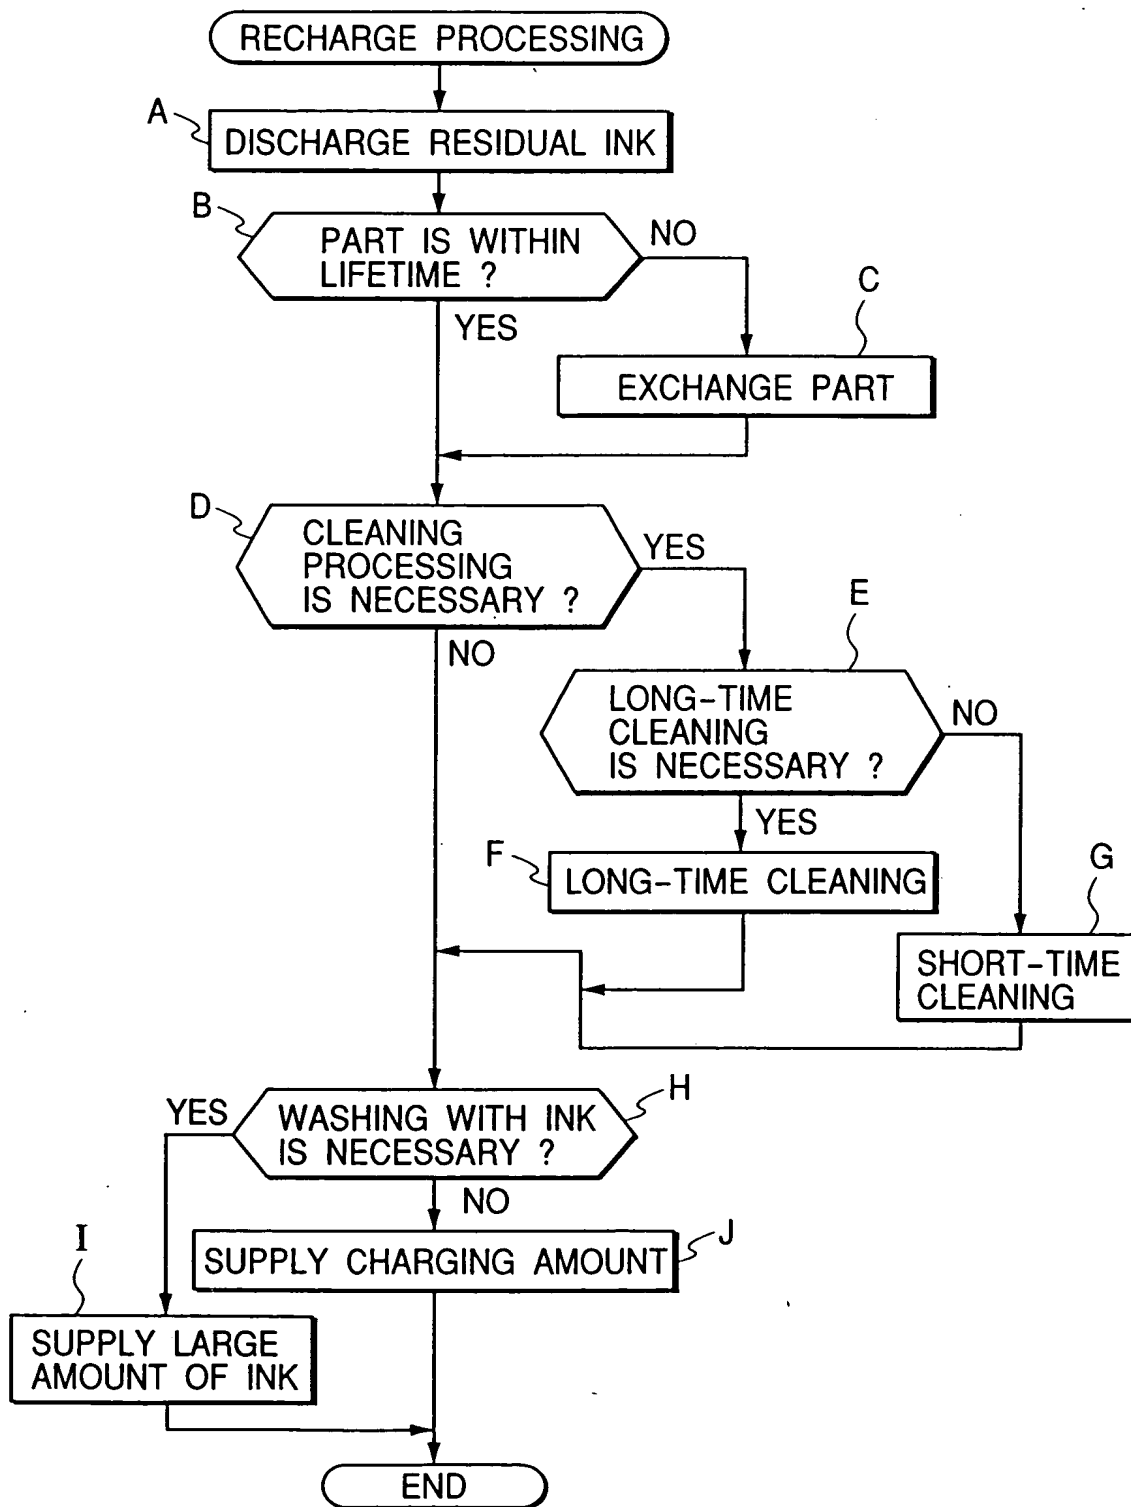 RECHARGE PROCESSING
A
DISCHARGE RESIDUAL INK
B
PART IS WITHIN
LIFETIME ?
NO
YES
C
EXCHANGE PART
D
CLEANING
PROCESSING
IS NECESSARY ?
YES
NO
E
LONG-TIME
CLEANING
IS NECESSARY ?
NO
YES
F
LONG-TIME CLEANING
G
SHORT-TIME
CLEANING
H
YES
WASHING WITH INK
IS NECESSARY ?
NO
J
SUPPLY CHARGING AMOUNT
I
SUPPLY LARGE
AMOUNT OF INK
END